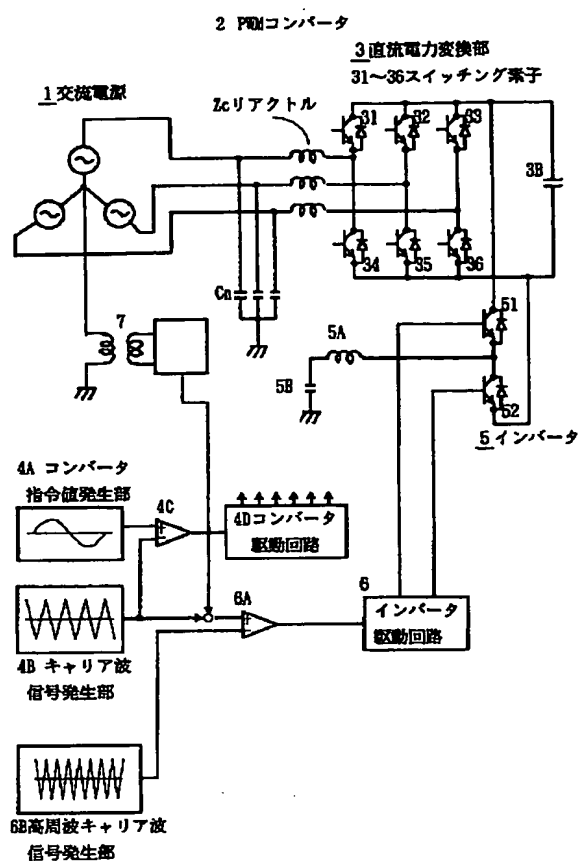 2 PWMコンバータ
3 直流電力変換部
31〜36スイッチング素子
1 交流電源
Zcリアクトル
31
32
33
3B
34
35
36
Cn
7
5A
5B
51
52
5 インバータ
4A コンバータ
指令値発生部
4C
4Dコンバータ
駆動回路
6A
6
インバータ
駆動回路
4B キャリア波
信号発生部
6B高周波キャリア波
信号発生部